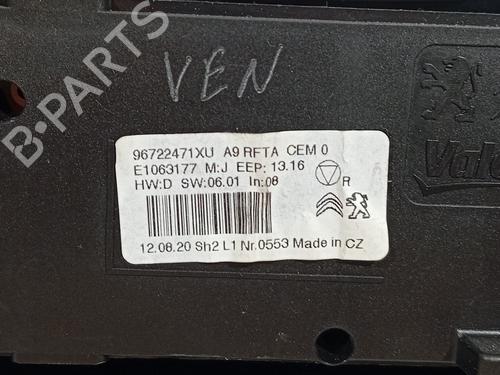 VEN
B-PARTS
96722471XU A9 RFTA CEM 0
E1063177 M:J EEP: 13.16
HW:D SW:06.01 In:08
R
12.08.20 Sh2 L1 Nr.0553 Made in CZ